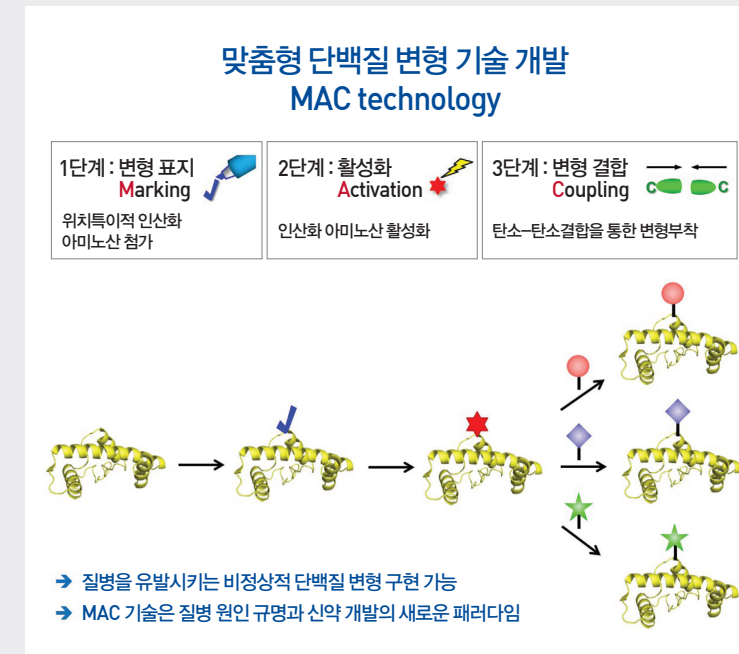 맞춤형 단백질 변형 기술 개발
MAC technology
1단계 : 변형 표지
Marking
위치특이적 인산화
아미노산 첨가
2단계 : 활성화
Activation
인산화 아미노산 활성화
3단계 : 변형 결합
Coupling
C C
탄소-탄소결합을 통한 변형부착
→ 질병을 유발시키는 비정상적 단백질 변형 구현 가능
→ MAC 기술은 질병 원인 규명과 신약 개발의 새로운 패러다임